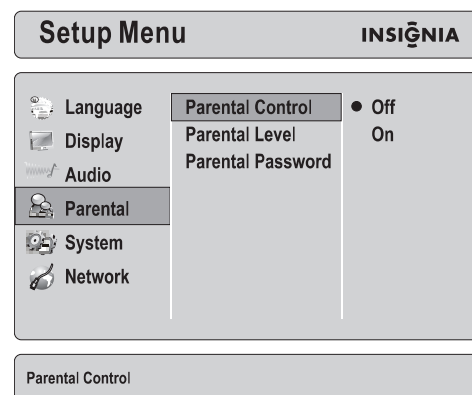 Setup Menu
INSIGNIA
Language
Display
Audio
Parental
System
Network
Parental Control
Parental Level
Parental Password
Off
On
Parental Control